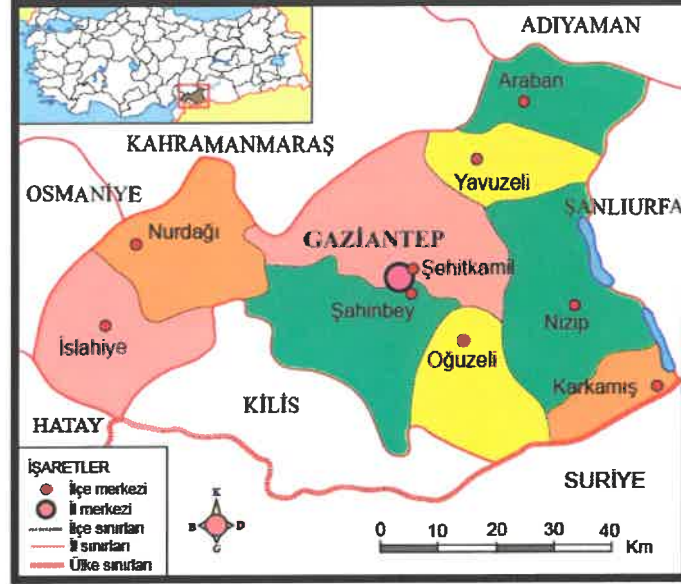 ADIYAMAN
Araban
KAHRAMANMARAŞ
Yavuzeli
OSMANİYE
ŞANLIURFA
Nurdağı
GAZİANTEP
Şehitkamil
Şahinbey
Nizip
İslahiye
Oğuzeli
Karkamış
KİLİS
HATAY
SURİYE
İŞARETLER
İlçe merkezi
İl merkezi
İlçe sınırları
İl sınırları
Ülke sınırları
K
B D
G
0 10 20 30 40
Km